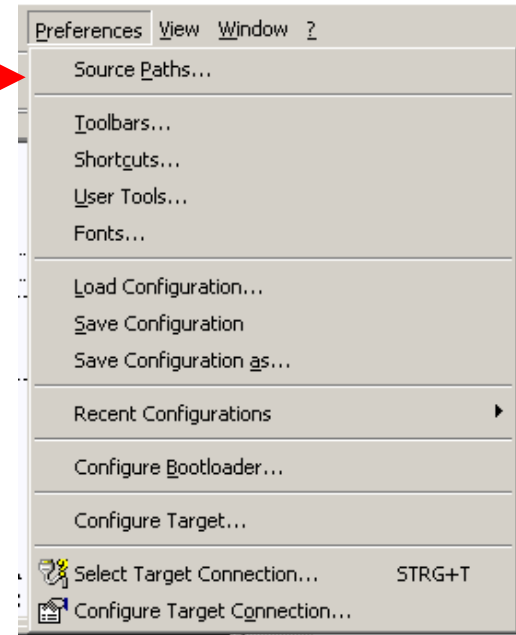 Preferences View Window ?
Source Paths...
Toolbars...
Shortcuts...
User Tools...
Fonts...
Load Configuration...
Save Configuration
Save Configuration as...
Recent Configurations
Configure Bootloader...
Configure Target...
Select Target Connection... STRG+T
Configure Target Connection...